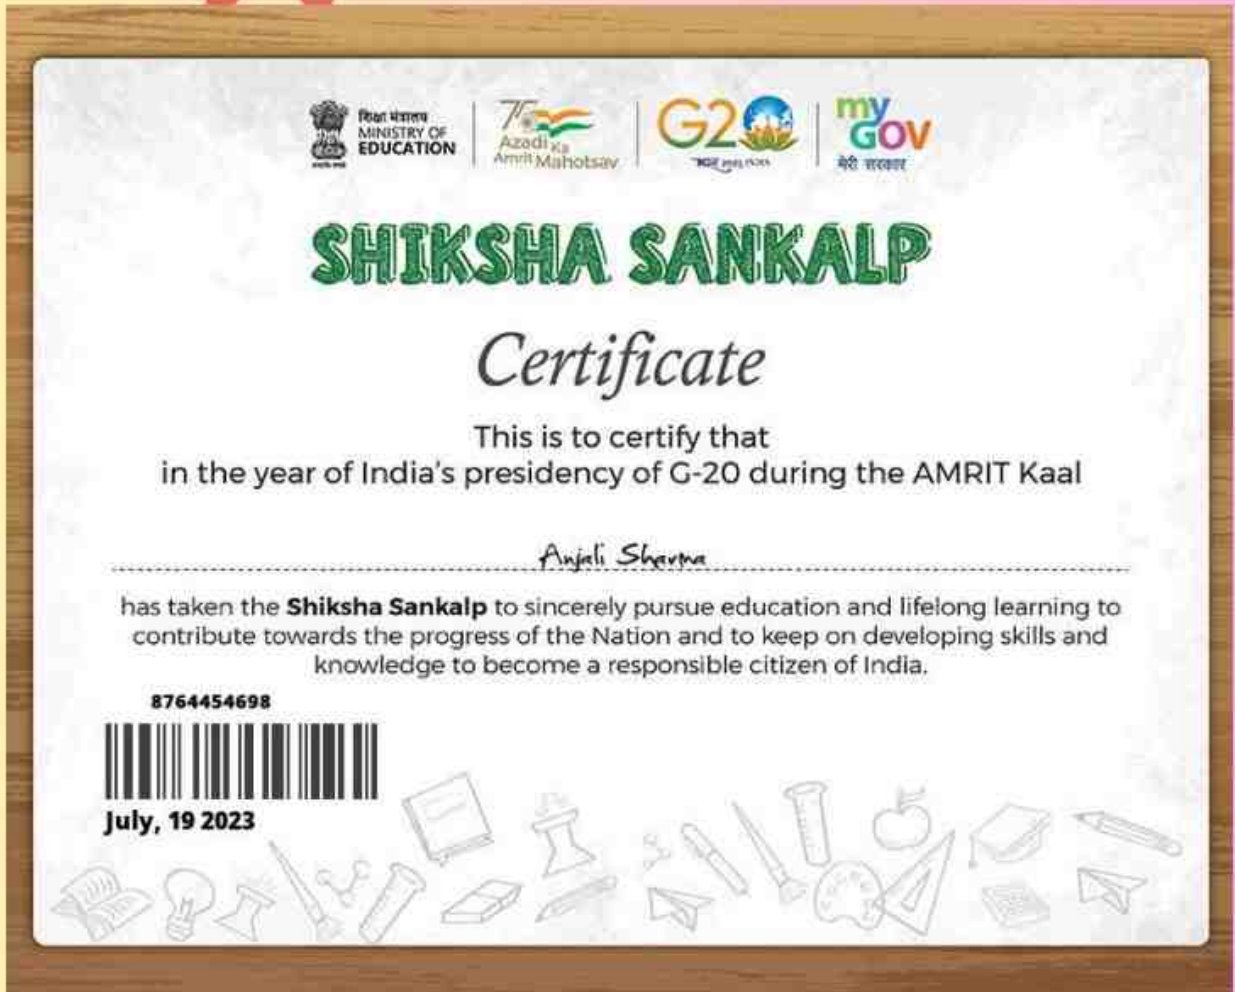 शिक्षा मंत्रालय
MINISTRY OF
EDUCATION
75
Azadi Ka
Amrit Mahotsav
G20
INDIA
my
GOV
मेरी सरकार
SHIKSHA SANKALP
Certificate
This is to certify that
in the year of India's presidency of G-20 during the AMRIT Kaal
Anjali Sharma
has taken the Shiksha Sankalp to sincerely pursue education and lifelong learning to
contribute towards the progress of the Nation and to keep on developing skills and
knowledge to become a responsible citizen of India.
8764454698
July, 19 2023